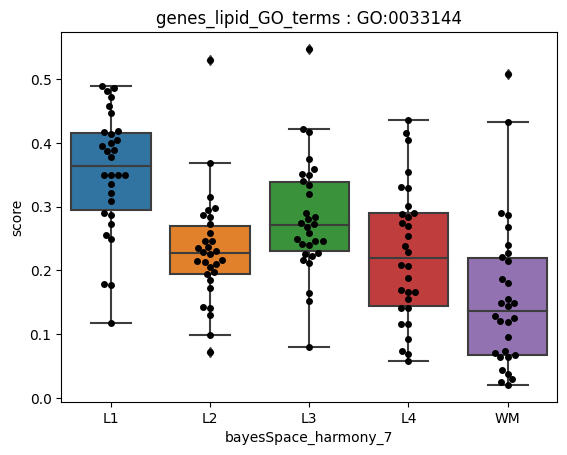 genes_lipid_GO_terms : GO:0033144
score
0.5
0.4
0.3
0.2
0.1
0.0
L1 L2 L3 L4 WM
bayesSpace_harmony_7